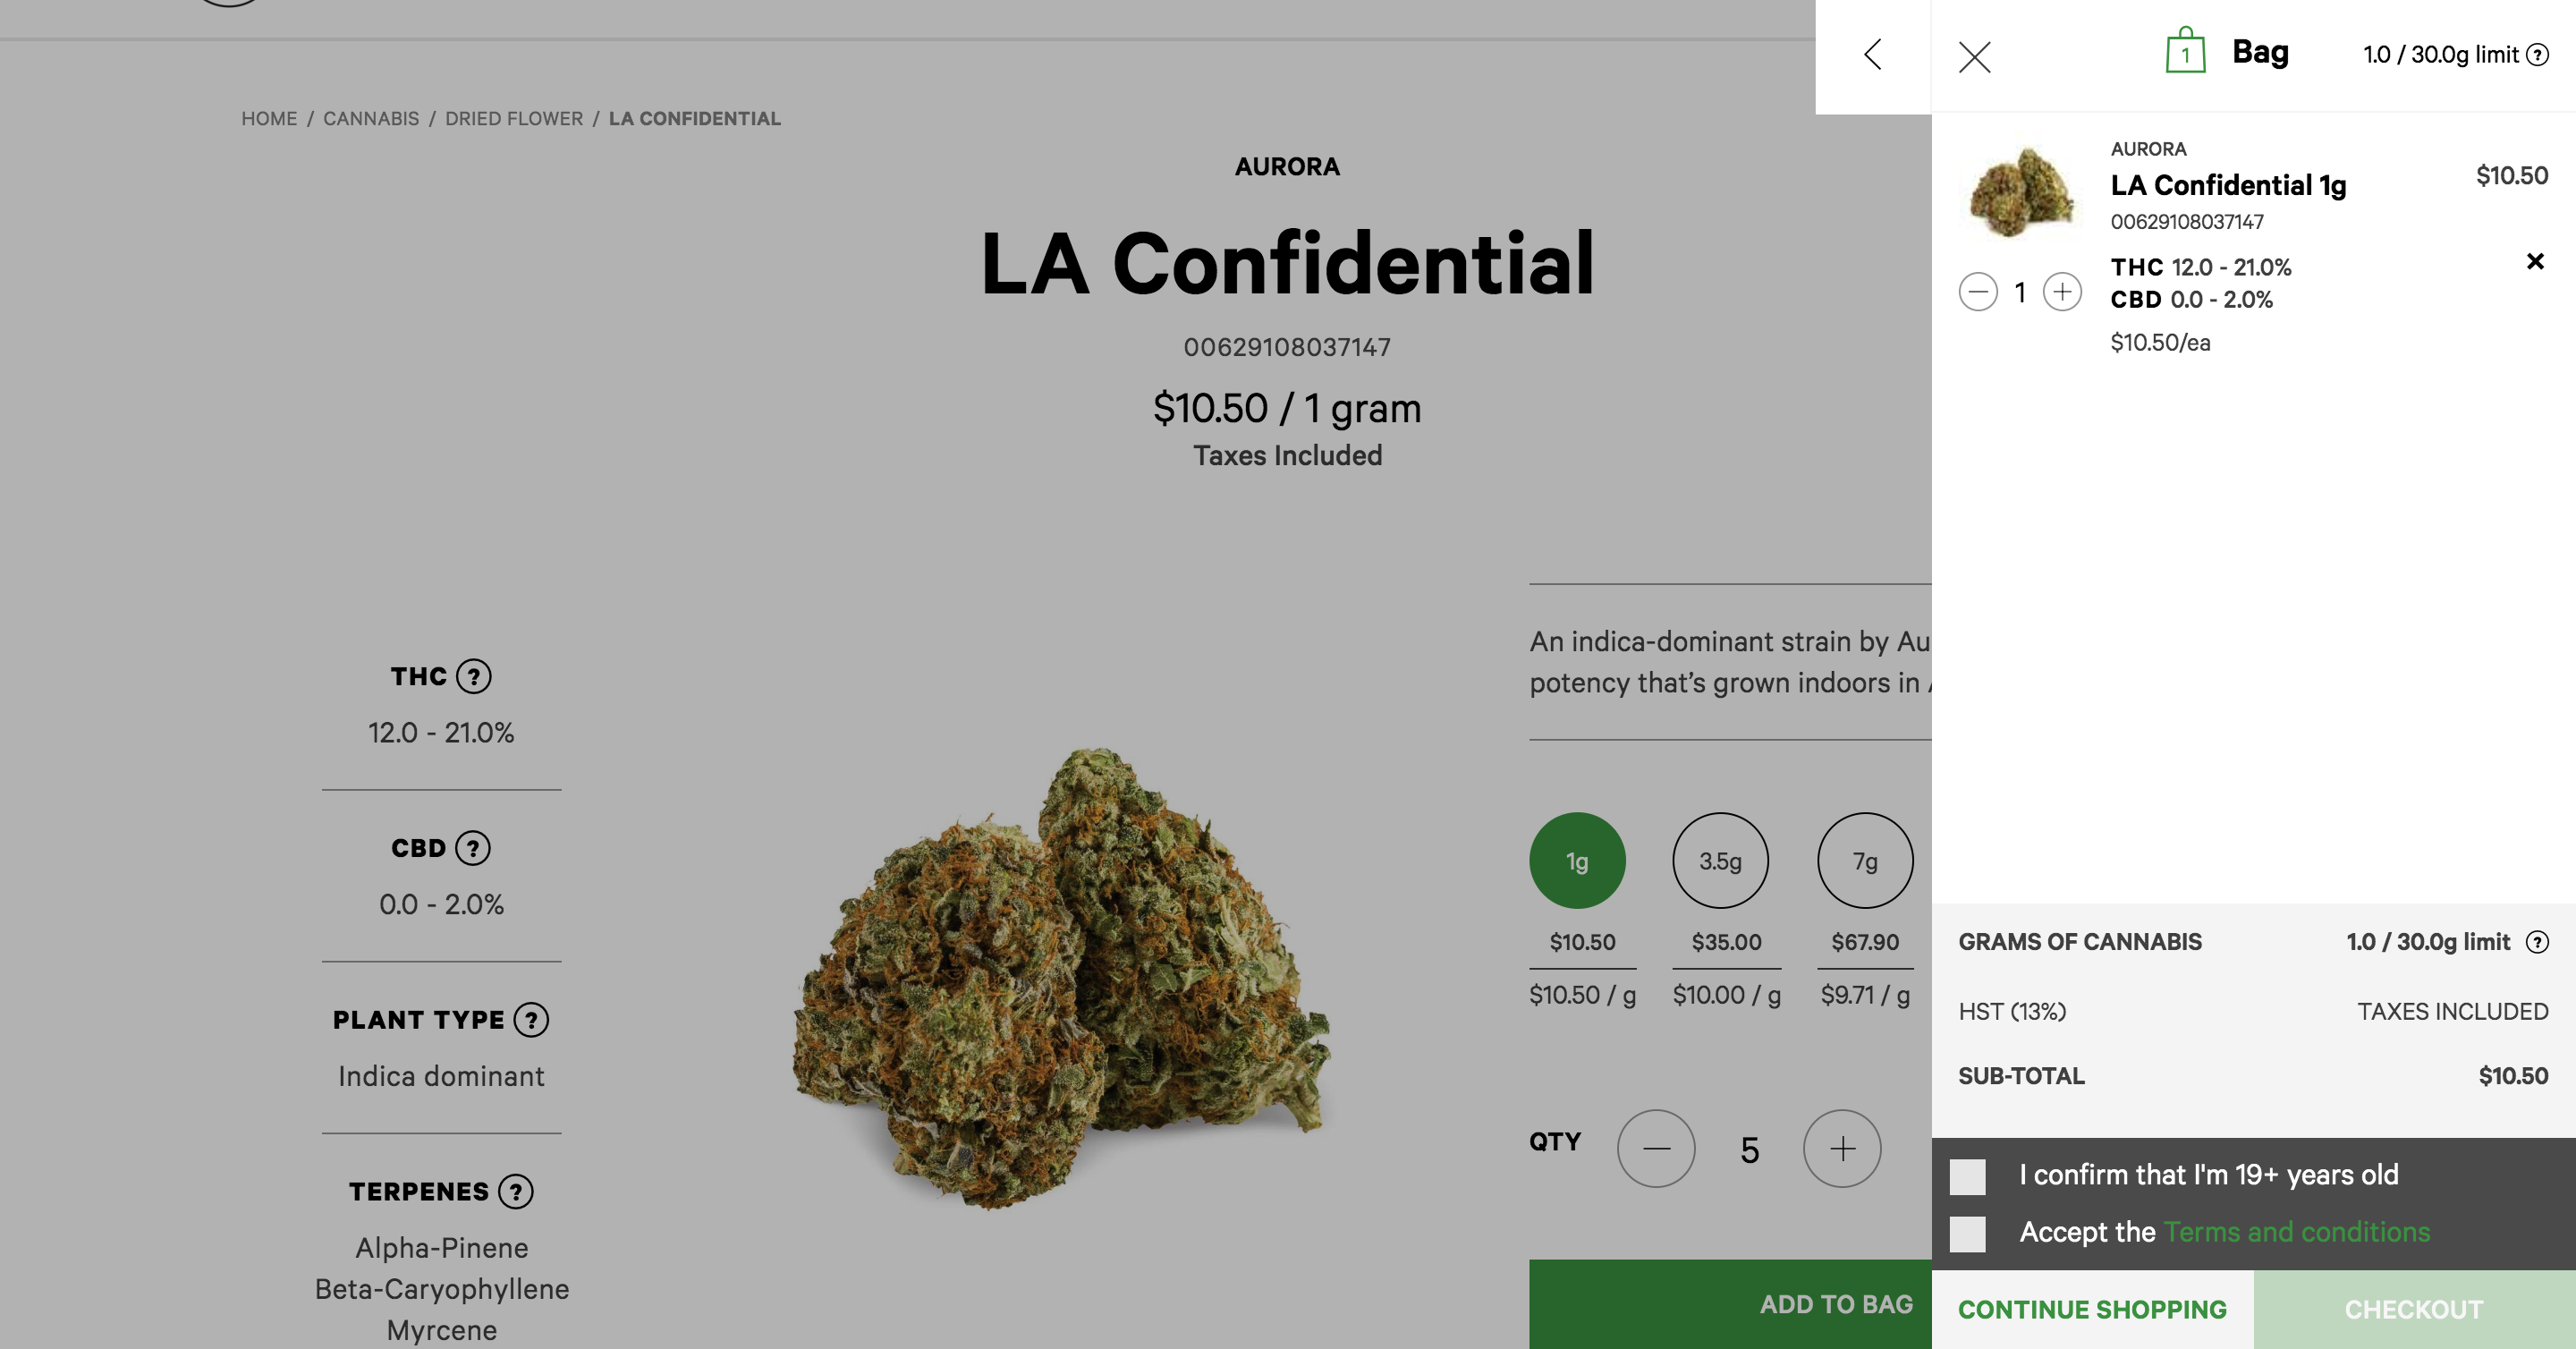 HOME / CANNABIS / DRIED FLOWER / LA CONFIDENTIAL
AURORA
LA Confidential
00629108037147
$10.50 / 1 gram
Taxes Included
THC ?
12.0 - 21.0%
CBD ?
0.0 - 2.0%
PLANT TYPE ?
Indica dominant
TERPENES ?
Alpha-Pinene
Beta-Caryophyllene
Myrcene
An indica-dominant strain by
potency that’s grown indoors in
1g 3.5g 7g
$10.50 $35.00 $67.90
$10.50 / g $10.00 / g $9.71 / g
QTY 5
ADD TO BAG
1 Bag 1.0 / 30.0g limit ?
AURORA
LA Confidential 1g $10.50
00629108037147
THC 12.0 - 21.0%
1 CBD 0.0 - 2.0%
$10.50/ea
GRAMS OF CANNABIS 1.0 / 30.0g limit ?
HST (13%) TAXES INCLUDED
SUB-TOTAL $10.50
I confirm that I'm 19+ years old
Accept the Terms and conditions
CONTINUE SHOPPING CHECKOUT